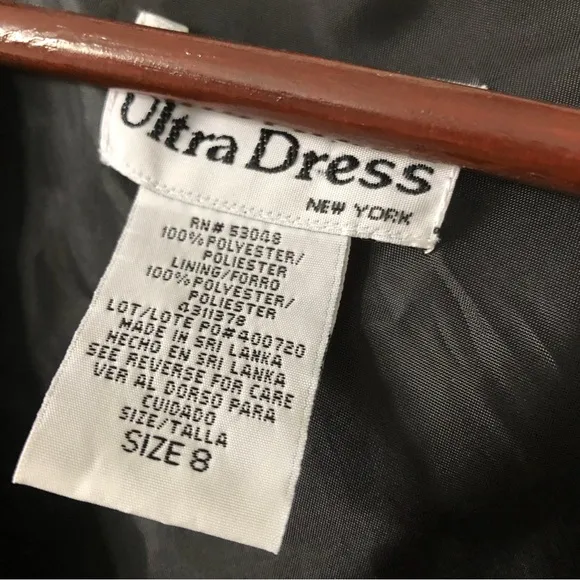 Ultra Dress
NEW YORK
RN# 53048
100% POLYESTER/
POLIESTER
LINING/FORRO
100% POLYESTER/
POLIESTER
4311378
LOT/LOTE PO#400720
MADE IN SRI LANKA
HECHO EN SRI LANKA
SEE REVERSE FOR CARE
VER AL DORSO PARA
CUIDADO
SIZE/TALLA
SIZE 8